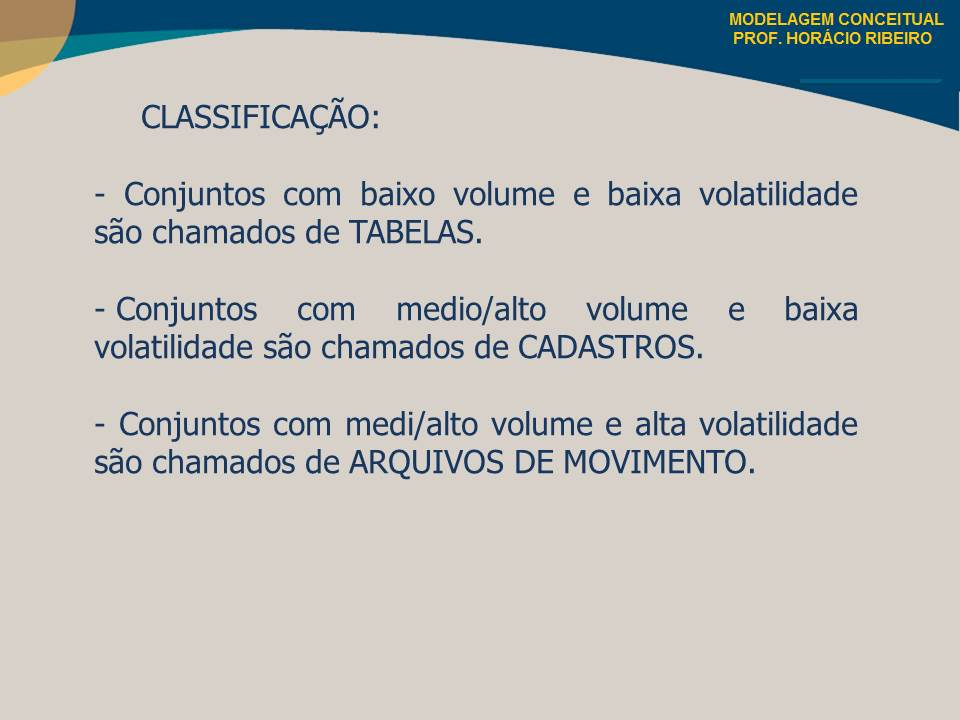 MODELAGEM CONCEITUAL
PROF. HORÁCIO RIBEIRO
CLASSIFICAÇÃO:
- Conjuntos com baixo volume e baixa volatilidade
são chamados de TABELAS.
- Conjuntos com medio/alto volume e baixa
volatilidade são chamados de CADASTROS.
- Conjuntos com medi/alto volume e alta volatilidade
são chamados de ARQUIVOS DE MOVIMENTO.